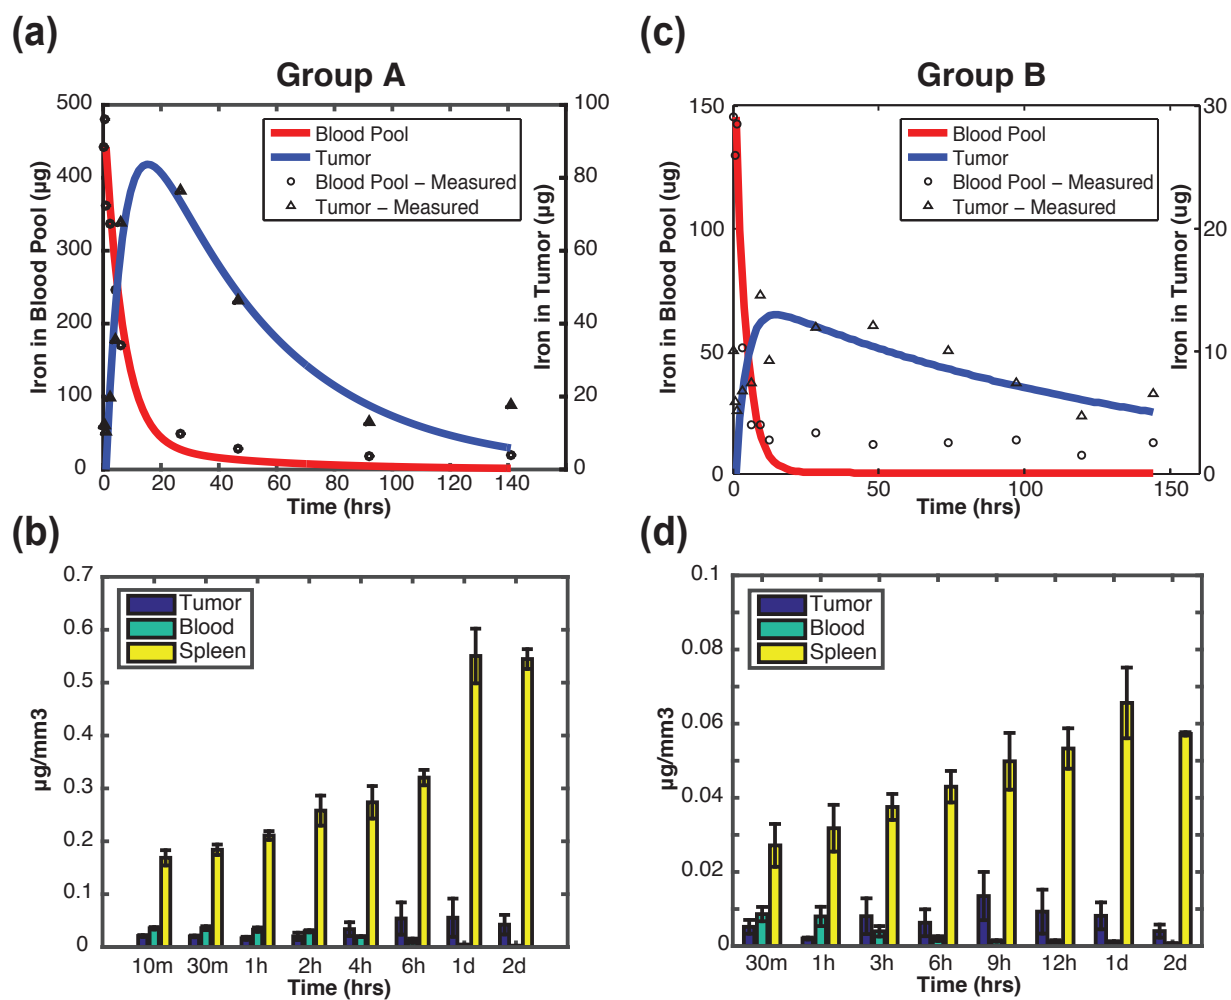 (a)
Group A
500
400
300
200
100
0
Iron in Blood Pool (µg)
100
80
60
40
20
0
Iron in Tumor (µg)
Blood Pool
Tumor
Blood Pool – Measured
Tumor – Measured
0 20 40 60 80 100 120 140
Time (hrs)
(c)
Group B
150
100
50
0
Iron in Blood Pool (ug)
30
20
10
0
Iron in Tumor (ug)
Blood Pool
Tumor
Blood Pool – Measured
Tumor – Measured
0 50 100 150
Time (hrs)
(b)
0.7
0.6
0.5
0.4
0.3
0.2
0.1
0
µg/mm3
Tumor
Blood
Spleen
10m 30m 1h 2h 4h 6h 1d 2d
Time (hrs)
(d)
0.1
0.08
0.06
0.04
0.02
0
µg/mm3
Tumor
Blood
Spleen
30m 1h 3h 6h 9h 12h 1d 2d
Time (hrs)